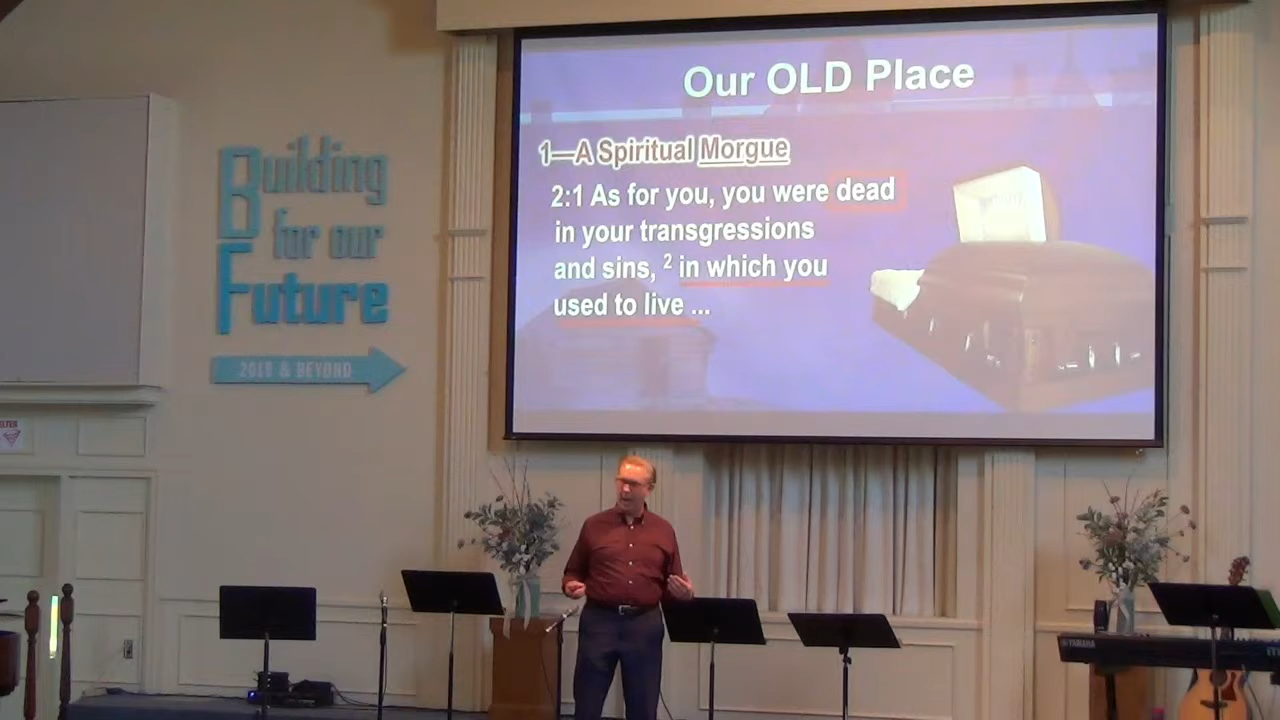 Our OLD Place
1—A Spiritual Morgue
2:1 As for you, you were dead
in your transgressions
and sins, ² in which you
used to live ...
Building
for our
Future
& BEYOND
YAMAHA